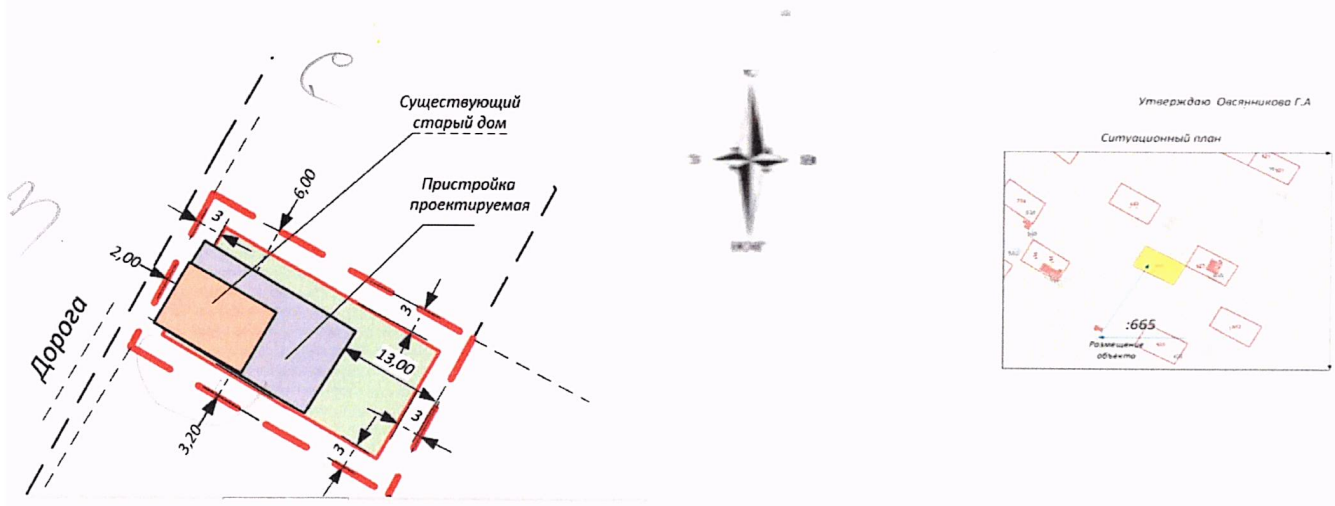 С
Существующий
старый дом
Пристройка
проектируемая
6,00
3
2,00
З
Дорога
3
13,00
3
3
3,20
Утверждаю Овсянникова Г.А
Ситуационный план
:665
Размещение
объекта